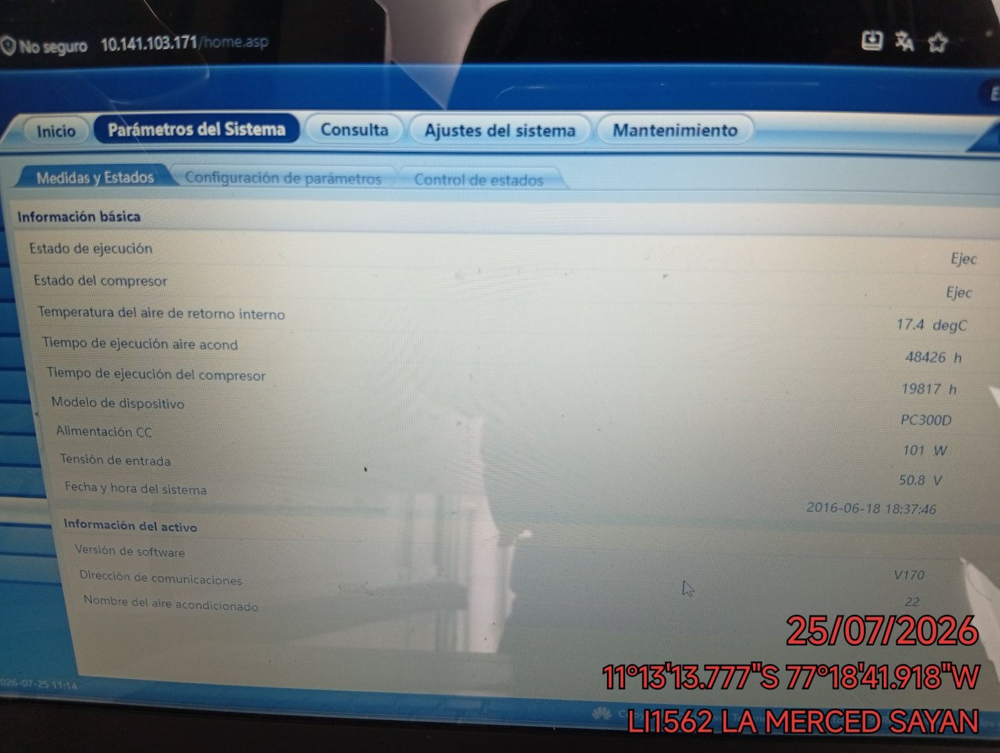 No seguro 10.141.103.171/home.asp
Inicio Parámetros del Sistema Consulta Ajustes del sistema Mantenimiento
Medidas y Estados Configuración de parámetros Control de estados
Información básica
Estado de ejecución Ejec
Estado del compresor Ejec
Temperatura del aire de retorno interno 17.4 degC
Tiempo de ejecución aire acond 48426 h
Tiempo de ejecución del compresor 19817 h
Modelo de dispositivo PC300D
Alimentación CC 101 W
Tensión de entrada 50.8 V
Fecha y hora del sistema 2016-06-18 18:37:46
Información del activo
Versión de software V170
Dirección de comunicaciones 22
Nombre del aire acondicionado
25/07/2026
11°13'13.777"S 77°18'41.918"W
026-07-25 11:14
LI1562 LA MERCED SAYAN